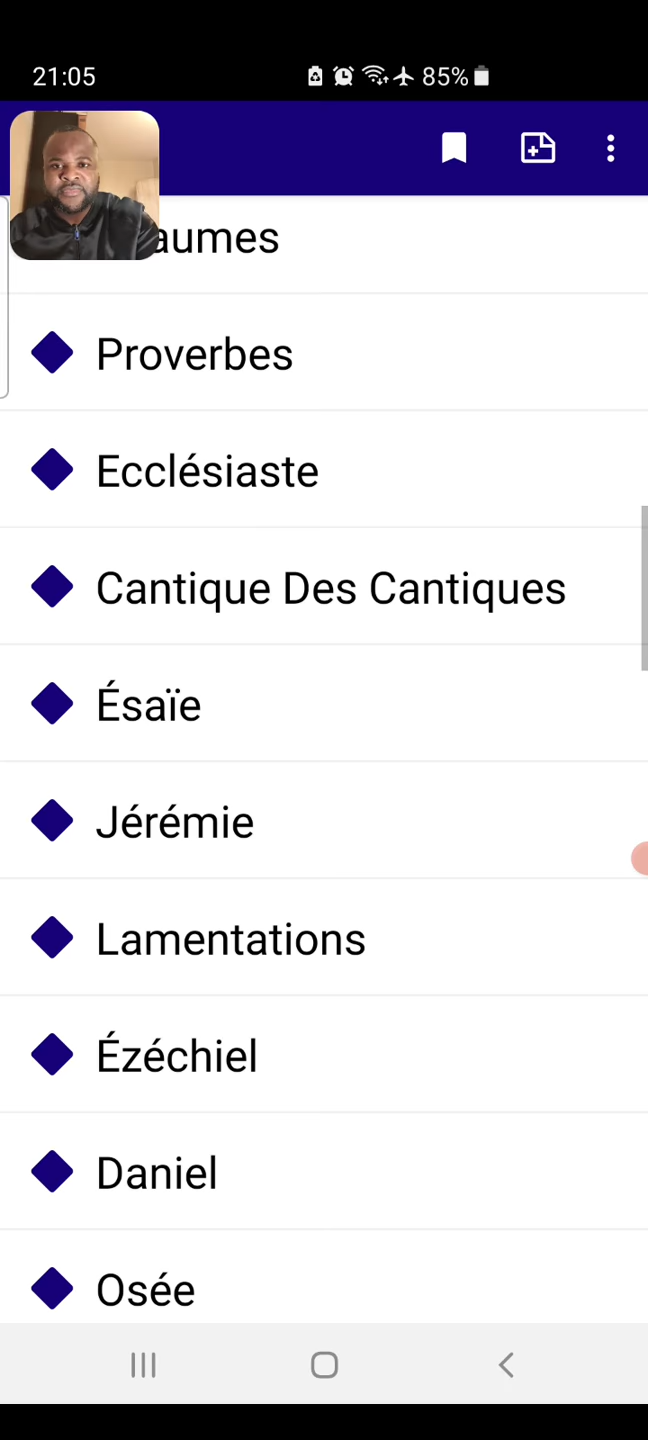 21:05
85%
aumes
Proverbes
Ecclésiaste
Cantique Des Cantiques
Ésaïe
Jérémie
Lamentations
Ézéchiel
Daniel
Osée